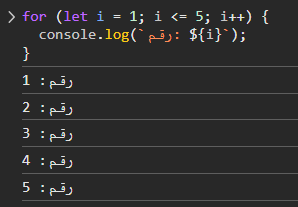 > for (let i = 1; i <= 5; i++) {
console.log(`رقم: ${i}`);
}
رقم: 1
رقم: 2
رقم: 3
رقم: 4
رقم: 5